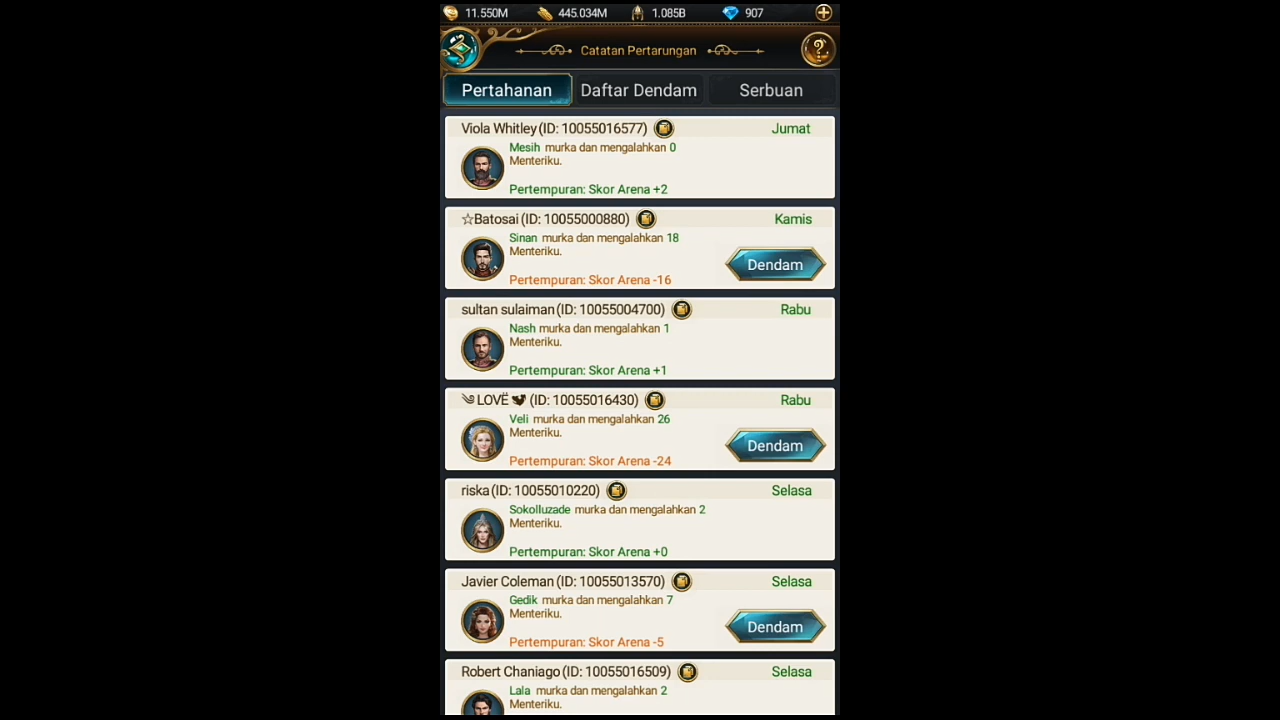 11.550M 445.034M 1.085B 907
Catatan Pertarungan
Pertahanan Daftar Dendam Serbuan
Viola Whitley(ID: 10055016577) Jumat
Mesih murka dan mengalahkan 0
Menteriku.
Pertempuran: Skor Arena +2
☆Batosai(ID: 10055000880) Kamis
Sinan murka dan mengalahkan 18
Menteriku.
Dendam
Pertempuran: Skor Arena -16
sultan sulaiman(ID: 10055004700) Rabu
Nash murka dan mengalahkan 1
Menteriku.
Pertempuran: Skor Arena +1
༄LOVË🕊(ID: 10055016430) Rabu
Veli murka dan mengalahkan 26
Menteriku.
Dendam
Pertempuran: Skor Arena -24
riska(ID: 10055010220) Selasa
Sokolluzade murka dan mengalahkan 2
Menteriku.
Pertempuran: Skor Arena +0
Javier Coleman(ID: 10055013570) Selasa
Gedik murka dan mengalahkan 7
Menteriku.
Dendam
Pertempuran: Skor Arena -5
Robert Chaniago(ID: 10055016509) Selasa
Lala murka dan mengalahkan 2
Menteriku.